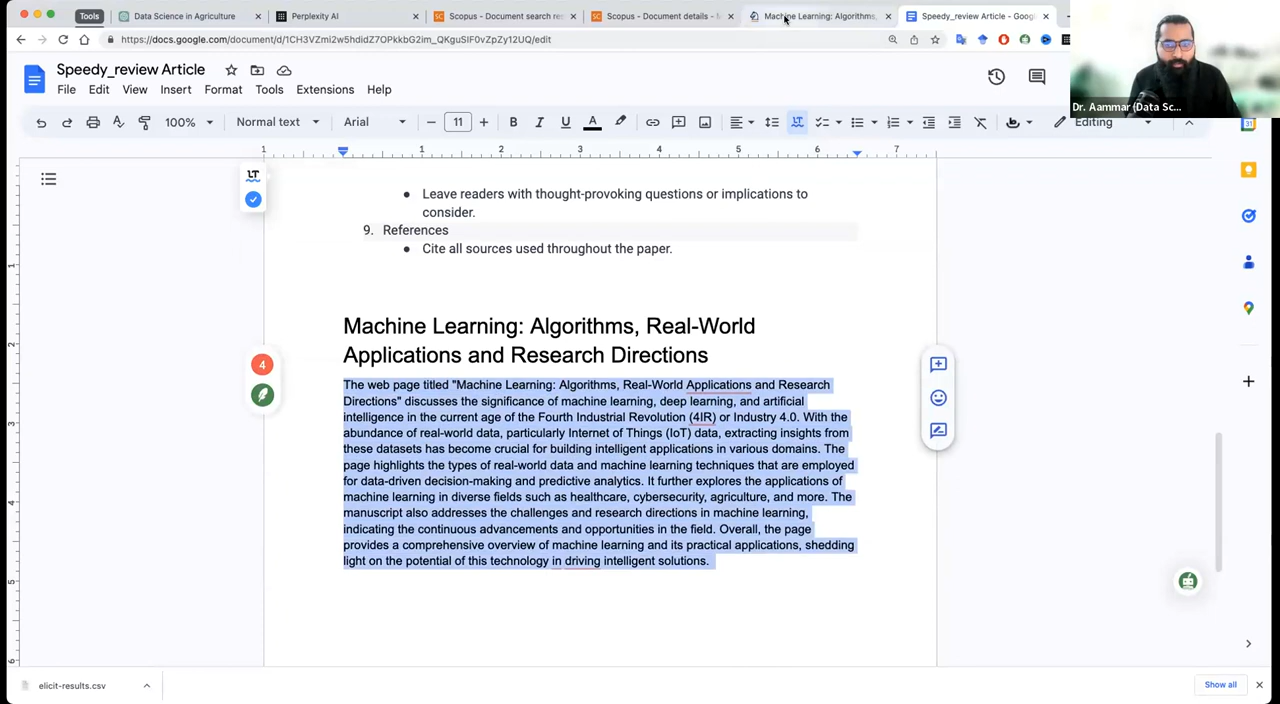 Tools
Data Science in Agriculture
Perplexity AI
Scopus - Document search res
Scopus - Document details - M
Machine Learning: Algorithms,
Speedy_review Article - Goog
https://docs.google.com/document/d/1CH3VZmi2w5hdidZ7OPkkbG2im_QKguSIF0vZpZy12UQ/edit
Speedy_review Article
File Edit View Insert Format Tools Extensions Help
100% Normal text Arial 11 Editing
Dr. Aammar (Data Sc...
1 1 2 3 4 5 6 7
Leave readers with thought-provoking questions or implications to
consider.
9. References
Cite all sources used throughout the paper.
Machine Learning: Algorithms, Real-World
Applications and Research Directions
The web page titled "Machine Learning: Algorithms, Real-World Applications and Research
Directions" discusses the significance of machine learning, deep learning, and artificial
intelligence in the current age of the Fourth Industrial Revolution (4IR) or Industry 4.0. With the
abundance of real-world data, particularly Internet of Things (IoT) data, extracting insights from
these datasets has become crucial for building intelligent applications in various domains. The
page highlights the types of real-world data and machine learning techniques that are employed
for data-driven decision-making and predictive analytics. It further explores the applications of
machine learning in diverse fields such as healthcare, cybersecurity, agriculture, and more. The
manuscript also addresses the challenges and research directions in machine learning,
indicating the continuous advancements and opportunities in the field. Overall, the page
provides a comprehensive overview of machine learning and its practical applications, shedding
light on the potential of this technology in driving intelligent solutions.
4
elicit-results.csv
Show all